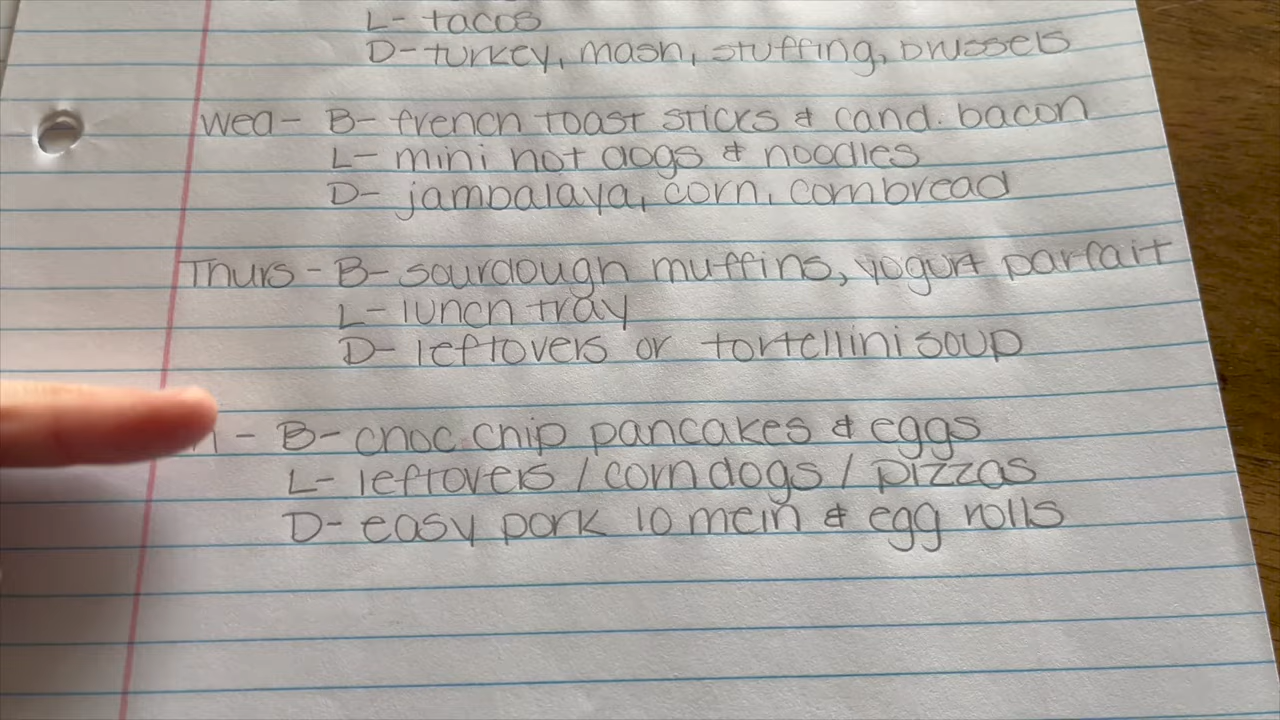 L- tacos
D- turkey, mash, stuffing, brussels
Wed- B- french toast sticks & cand. bacon
L- mini hot dogs & noodles
D- jambalaya, corn, cornbread
Thurs - B- sourdough muffins, yogurt parfait
L- lunch tray
D- leftovers or tortellini soup
- B- choc chip pancakes & eggs
L- leftovers / corn dogs / pizzas
D- easy pork lo mein & egg rolls